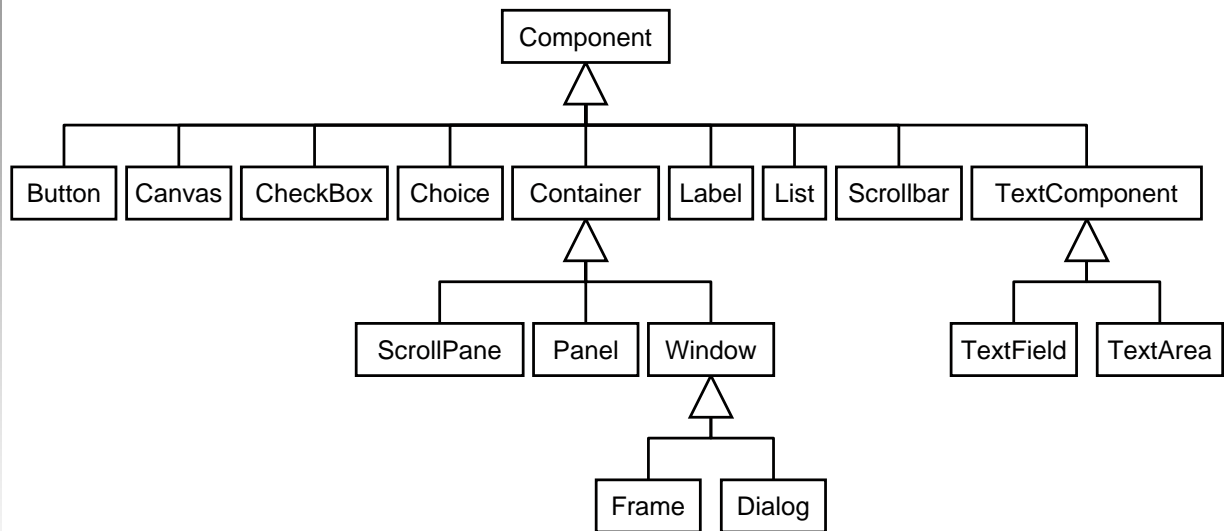 Component
Button Canvas CheckBox Choice Container Label List Scrollbar TextComponent
ScrollPane Panel Window TextField TextArea
Frame Dialog